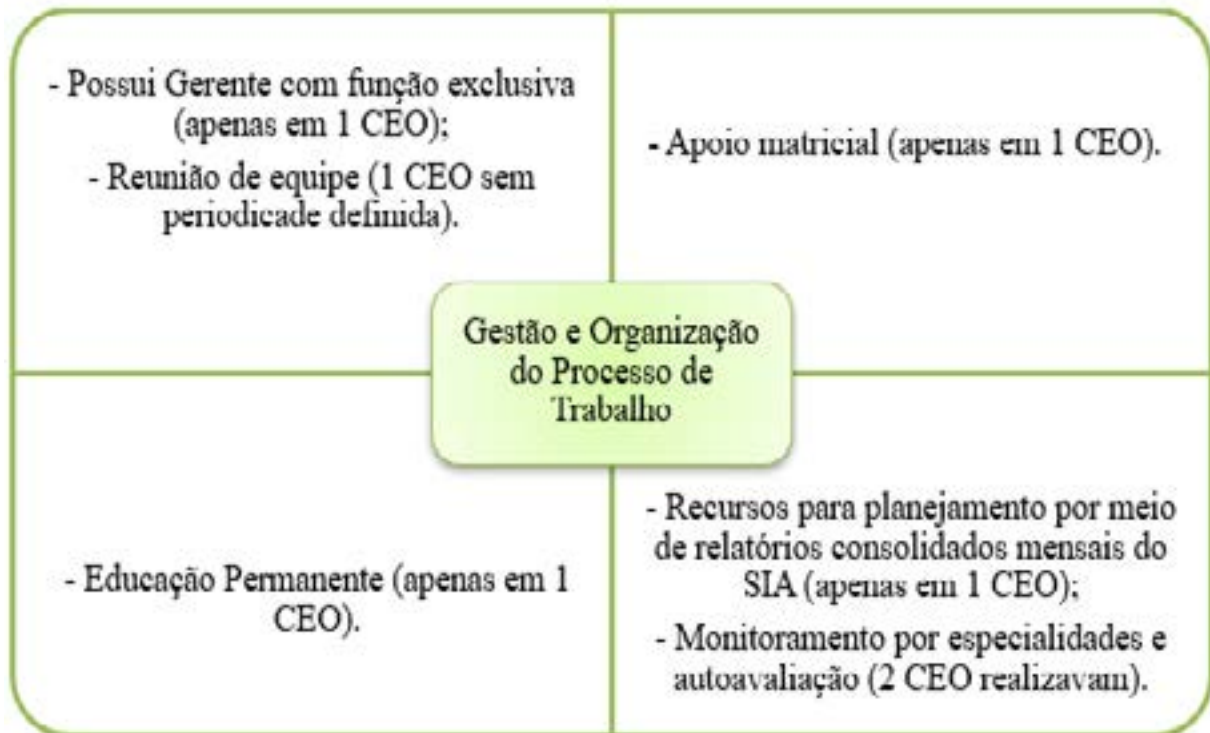 - Possui Gerente com função exclusiva
(apenas em 1 CEO);
- Reunião de equipe (1 CEO sem
periodicade definida).
- Apoio matricial (apenas em 1 CEO).
Gestão e Organização
do Processo de
Trabalho
- Educação Permanente (apenas em 1
CEO).
- Recursos para planejamento por meio
de relatórios consolidados mensais do
SIA (apenas em 1 CEO);
- Monitoramento por especialidades e
autoavaliação (2 CEO realizavam).